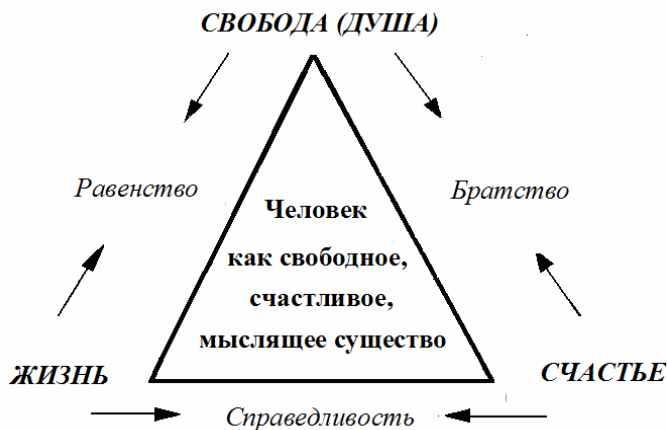 СВОБОДА (ДУША)
Равенство
Братство
Человек
как свободное,
счастливое,
мыслящее существо
ЖИЗНЬ
СЧАСТЬЕ
Справедливость